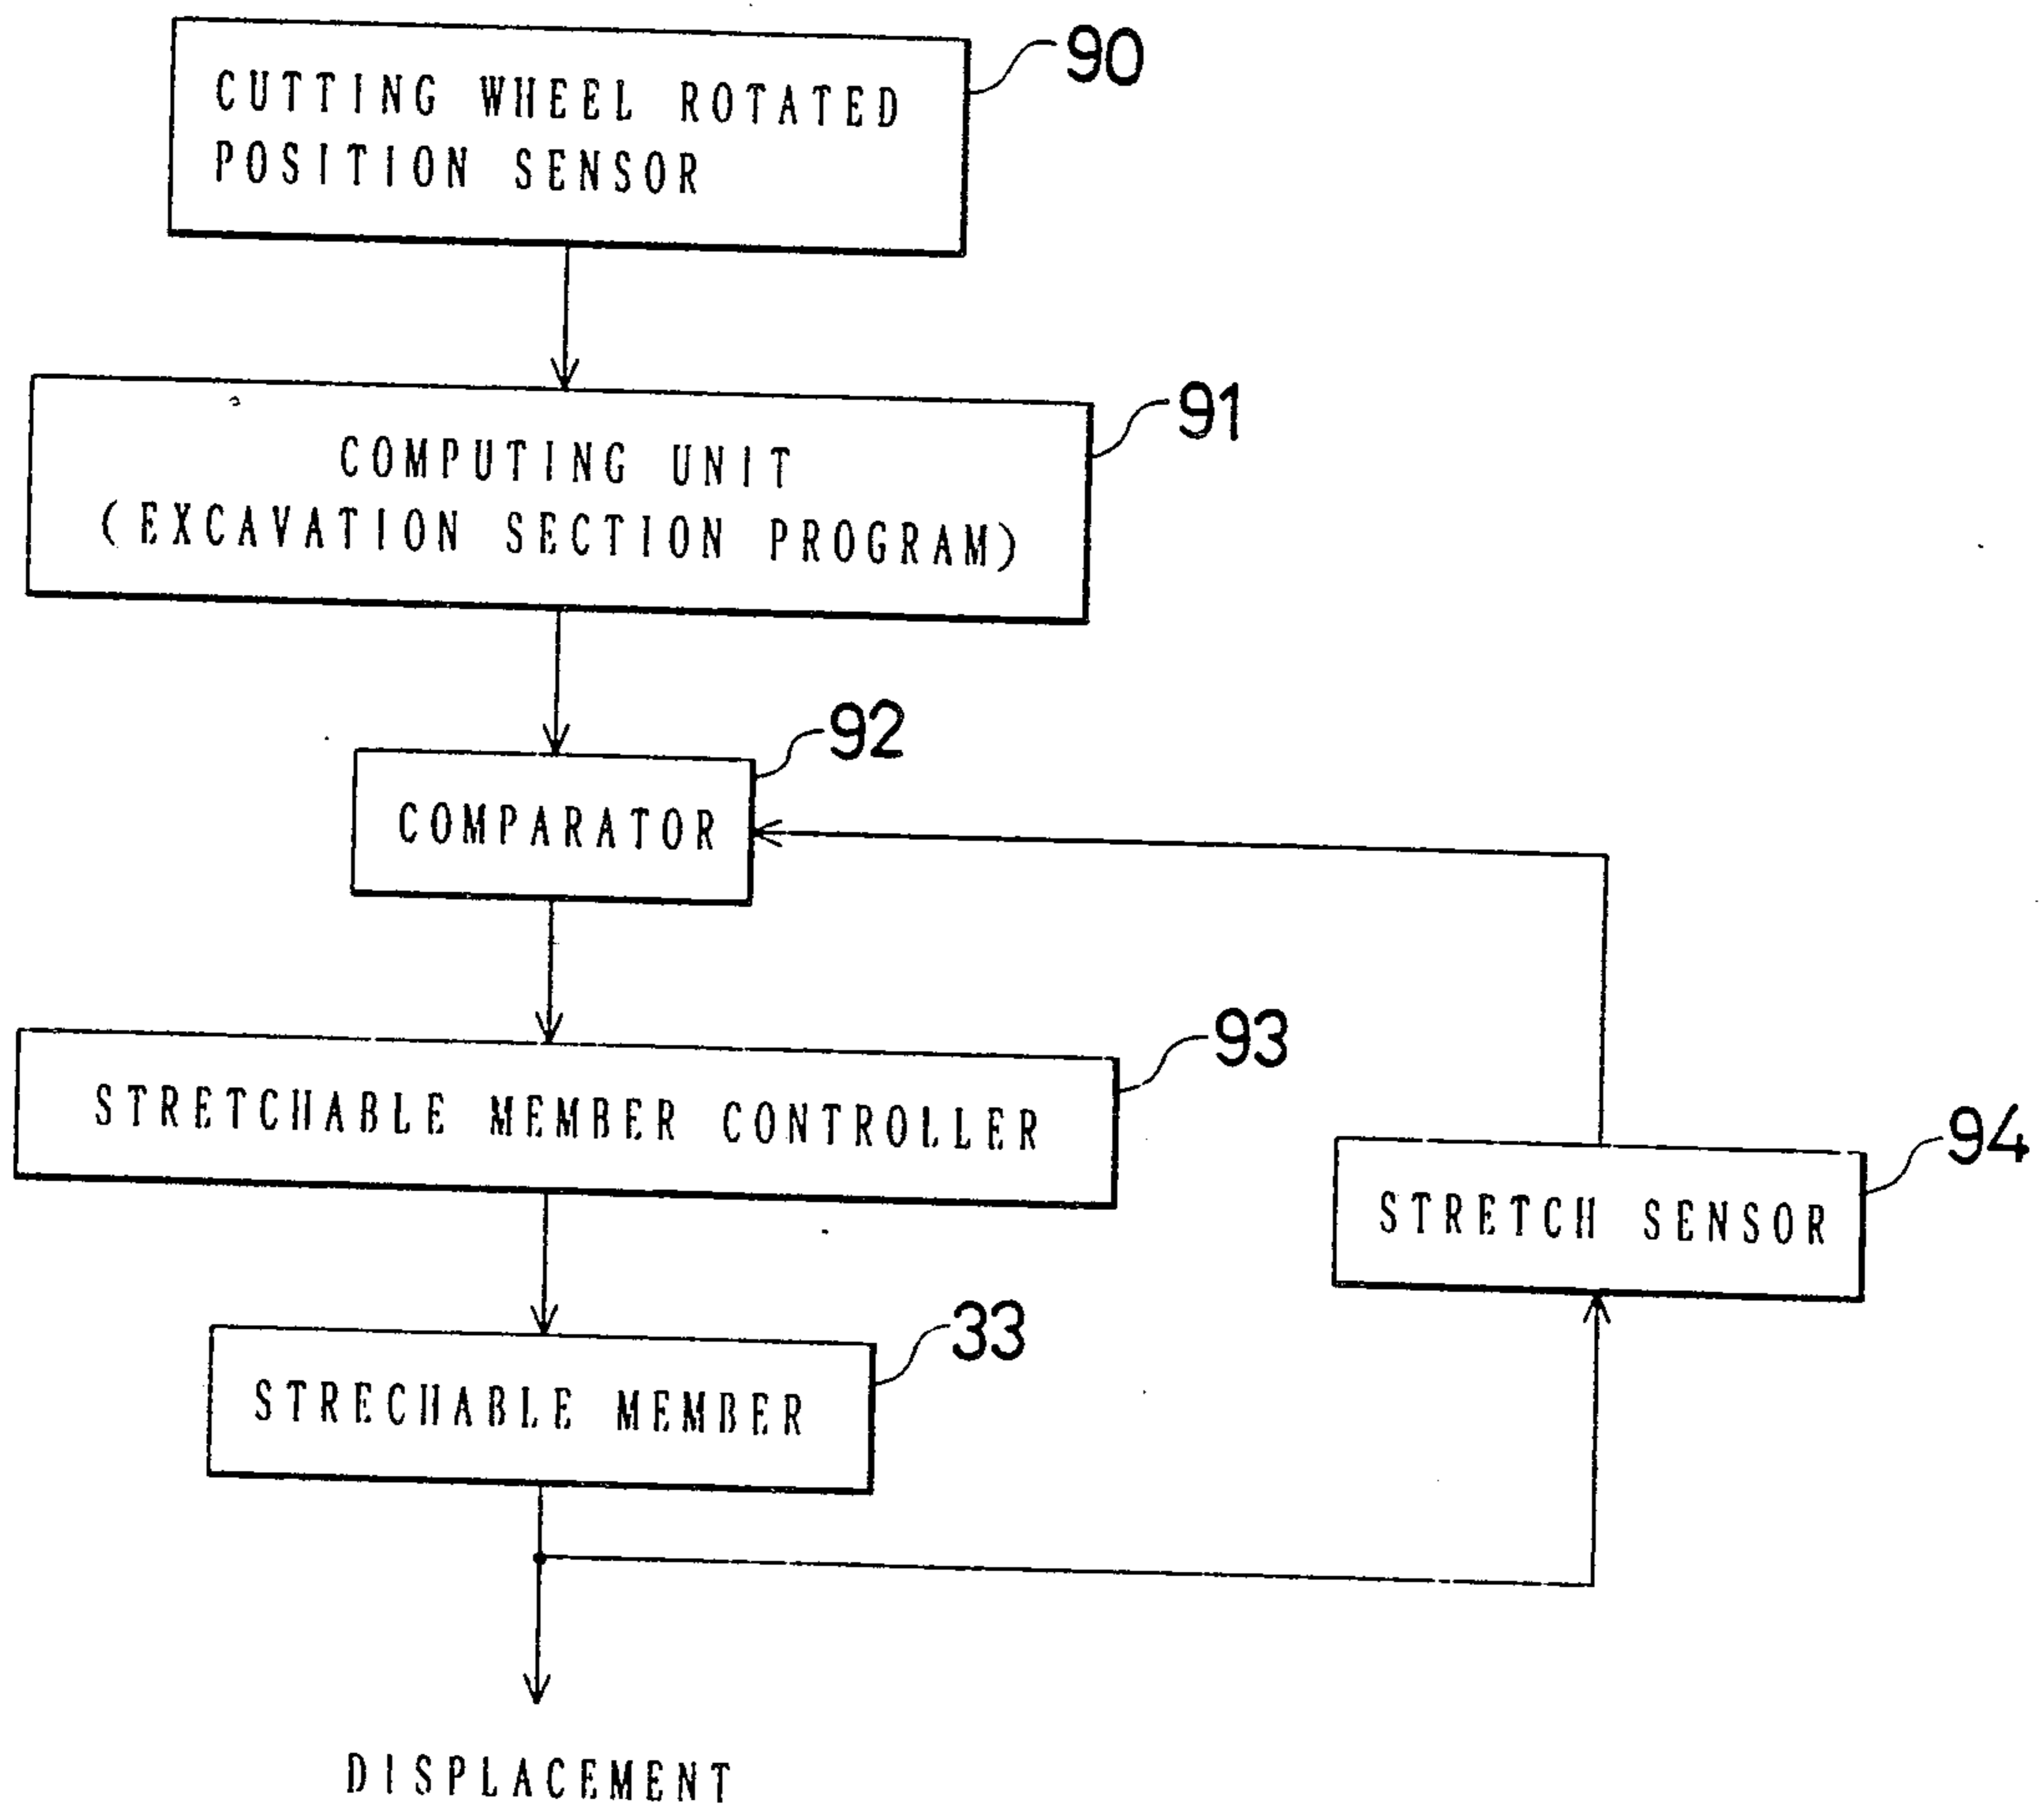 CUTTING WHEEL ROTATED
POSITION SENSOR
90
COMPUTING UNIT
(EXCAVATION SECTION PROGRAM)
91
COMPARATOR
92
STRETCHABLE MEMBER CONTROLLER
93
STRETCH SENSOR
94
STRECHABLE MEMBER
33
DISPLACEMENT